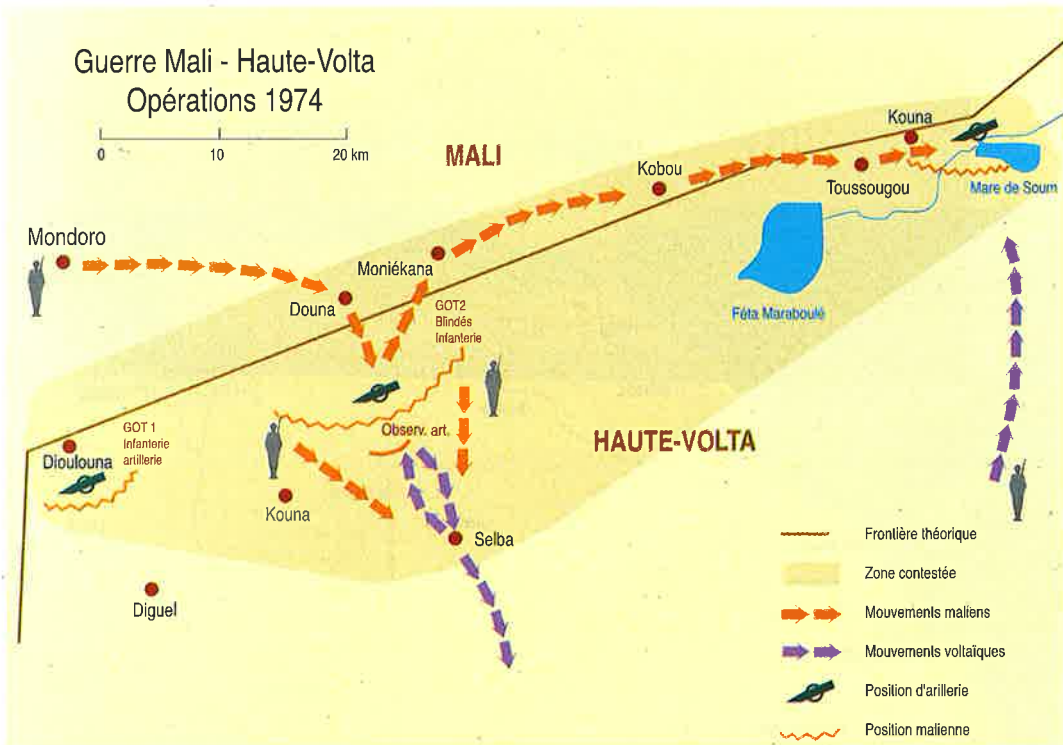 Guerre Mali - Haute-Volta
Opérations 1974
0 10 20 km
MALI
Kouna
Kobou
Toussougou
Mare de Soum
Mondoro
Moniékana
Douna
GOT2
Blindés
Infanterie
Féta Maraboulé
GOT 1
Infanterie
artillerie
Dioulouna
Observ. art.
HAUTE-VOLTA
Kouna
Selba
Diguel
Frontière théorique
Zone contestée
Mouvements maliens
Mouvements voltaïques
Position d'arillerie
Position malienne